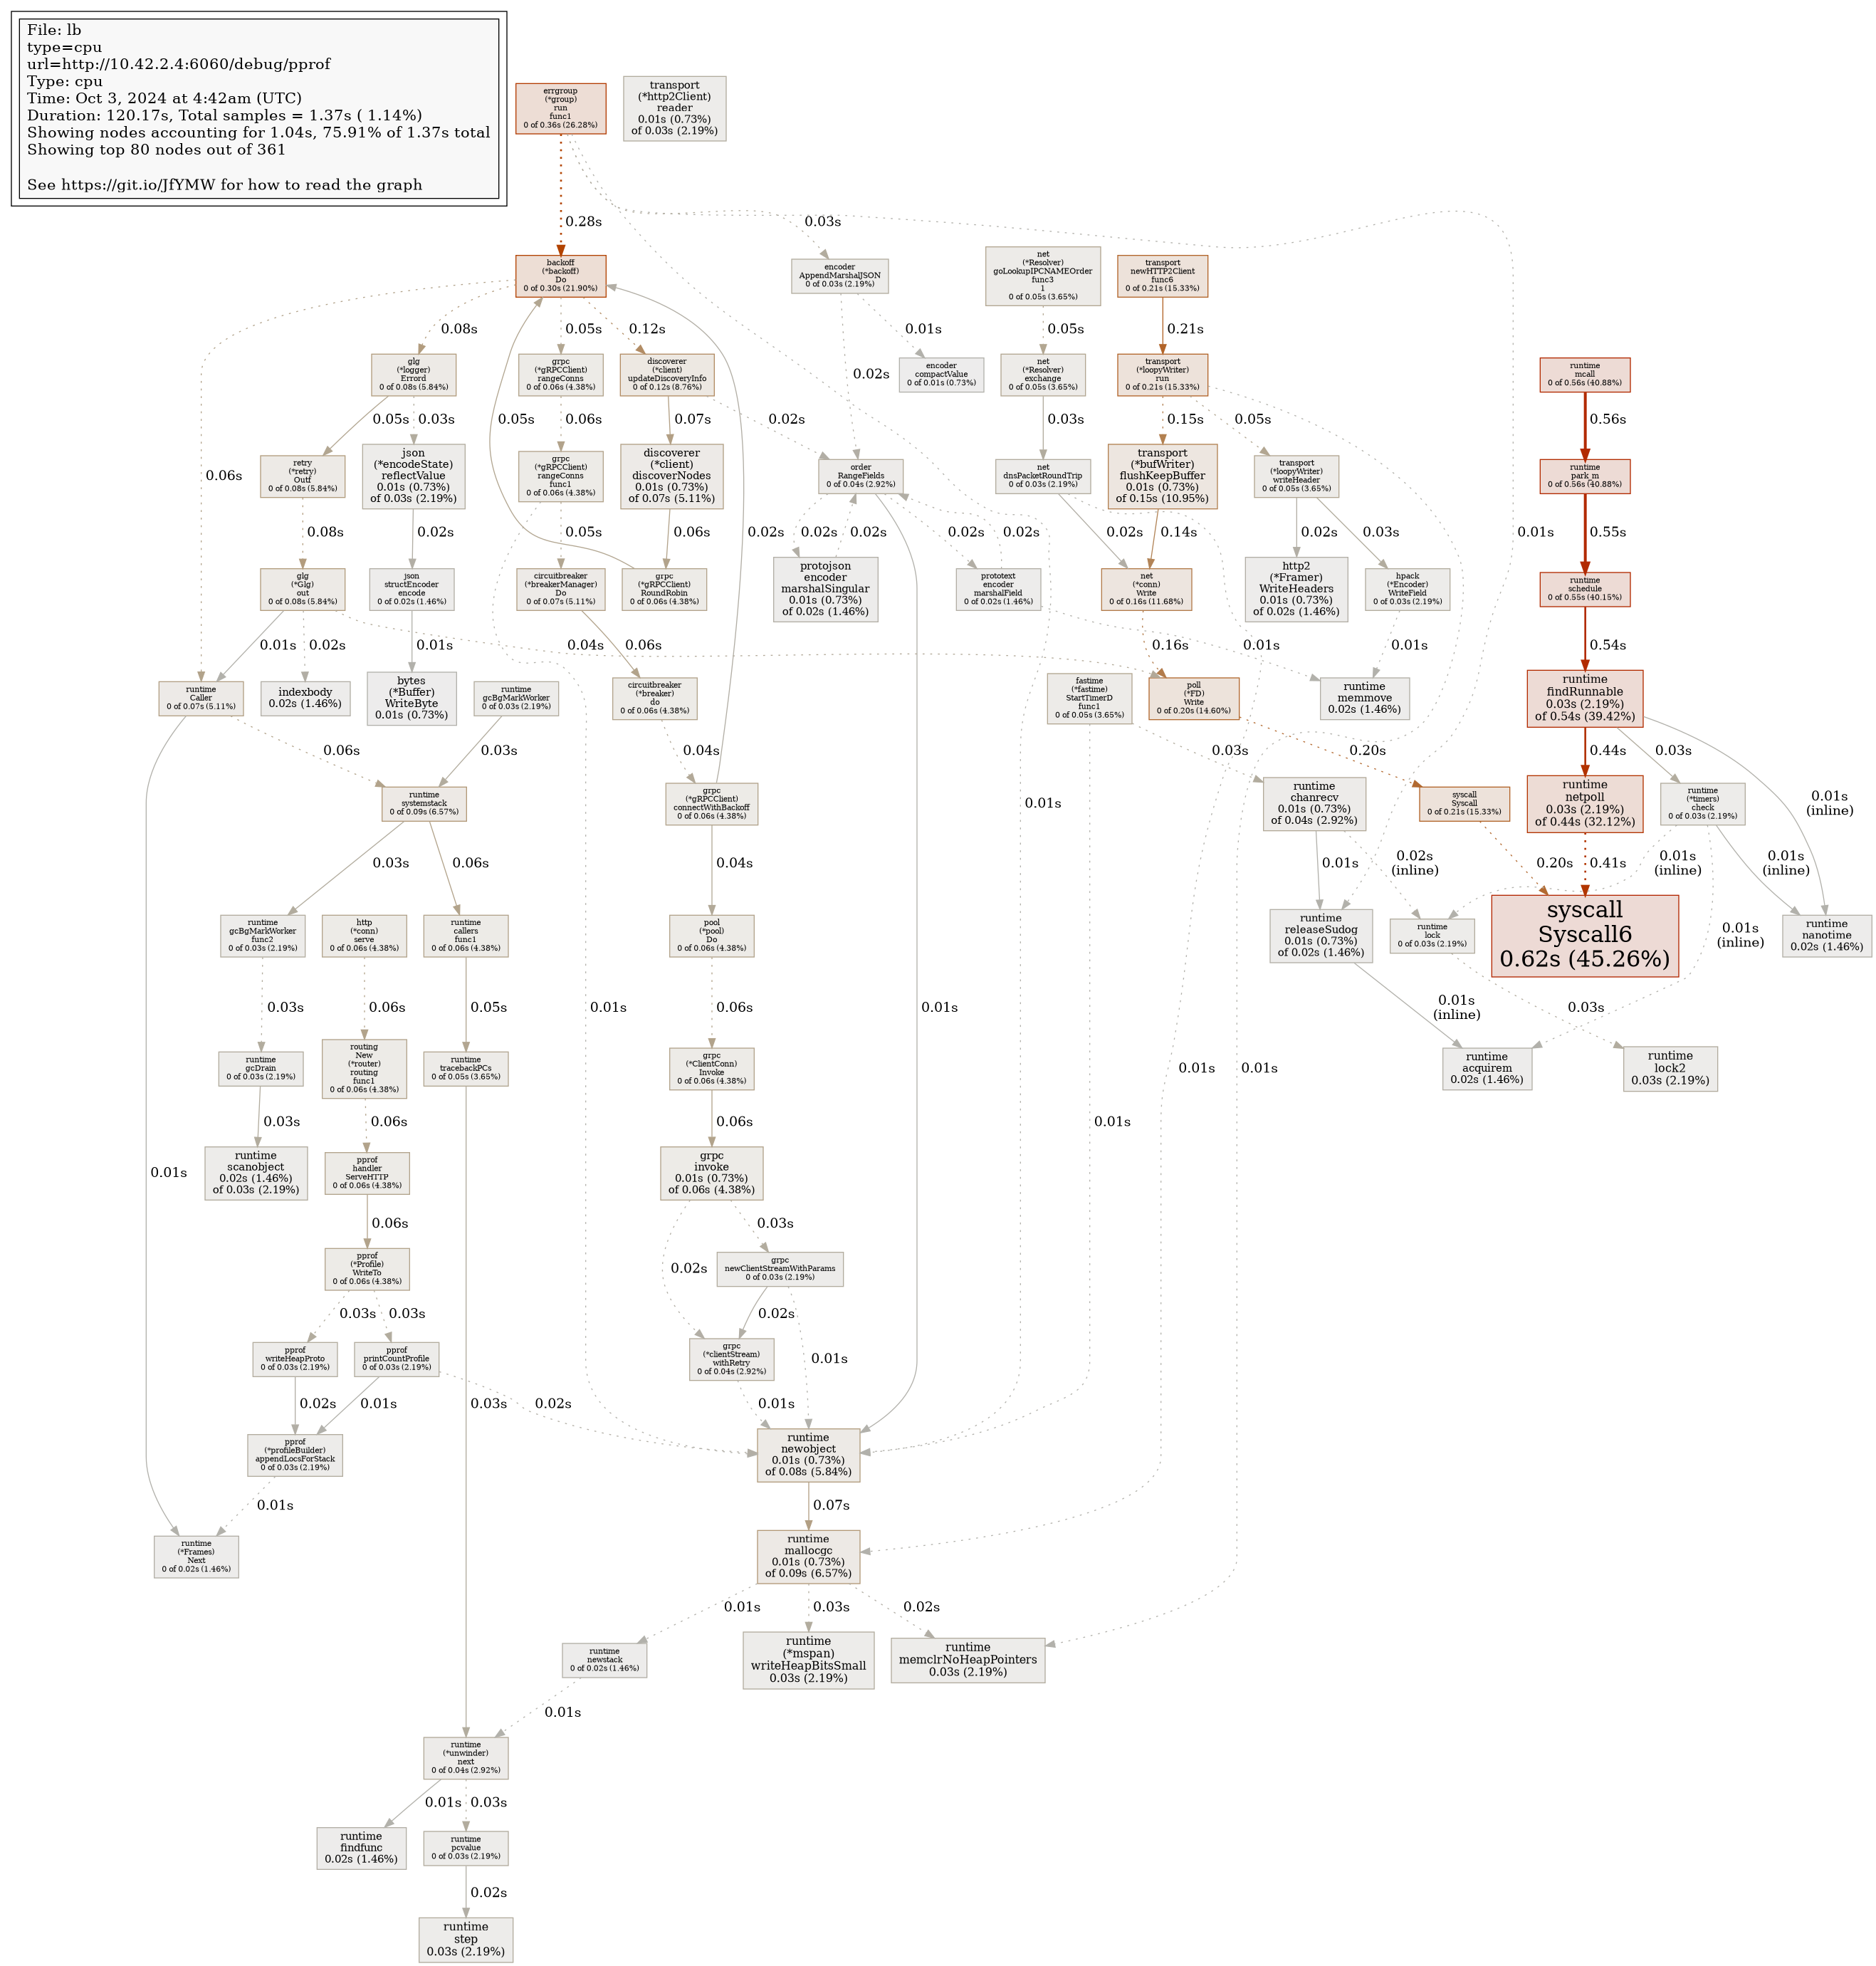 File: lb
type=cpu
url=http://10.42.2.4:6060/debug/pprof
Type: cpu
Time: Oct 3, 2024 at 4:42am (UTC)
Duration: 120.17s, Total samples = 1.37s ( 1.14%)
Showing nodes accounting for 1.04s, 75.91% of 1.37s total
Showing top 80 nodes out of 361
See https://git.io/JfYMW for how to read the graph
errgroup
(*group)
run
func1
0 of 0.36s (26.28%)
transport
(*http2Client)
reader
0.01s (0.73%)
of 0.03s (2.19%)
0.28s
0.03s
backoff
(*backoff)
Do
0 of 0.30s (21.90%)
encoder
AppendMarshalJSON
0 of 0.03s (2.19%)
net
(*Resolver)
goLookupIPCNAMEOrder
func3
1
0 of 0.05s (3.65%)
transport
newHTTP2Client
func6
0 of 0.21s (15.33%)
0.08s
0.05s
0.12s
0.01s
0.05s
0.21s
glg
(*logger)
Errord
0 of 0.08s (5.84%)
grpc
(*gRPCClient)
rangeConns
0 of 0.06s (4.38%)
discoverer
(*client)
updateDiscoveryInfo
0 of 0.12s (8.76%)
0.02s
encoder
compactValue
0 of 0.01s (0.73%)
net
(*Resolver)
exchange
0 of 0.05s (3.65%)
transport
(*loopyWriter)
run
0 of 0.21s (15.33%)
runtime
mcall
0 of 0.56s (40.88%)
0.05s
0.03s
0.05s
0.06s
0.07s
0.02s
0.03s
0.15s
0.05s
0.56s
retry
(*retry)
Outf
0 of 0.08s (5.84%)
json
(*encodeState)
reflectValue
0.01s (0.73%)
of 0.03s (2.19%)
grpc
(*gRPCClient)
rangeConns
func1
0 of 0.06s (4.38%)
discoverer
(*client)
discoverNodes
0.01s (0.73%)
of 0.07s (5.11%)
order
RangeFields
0 of 0.04s (2.92%)
net
dnsPacketRoundTrip
0 of 0.03s (2.19%)
transport
(*bufWriter)
flushKeepBuffer
0.01s (0.73%)
of 0.15s (10.95%)
transport
(*loopyWriter)
writeHeader
0 of 0.05s (3.65%)
runtime
park_m
0 of 0.56s (40.88%)
0.06s
0.08s
0.02s
0.05s
0.06s
0.02s
0.02s
0.02s
0.02s
0.02s
0.02s
0.14s
0.02s
0.03s
0.01s
0.55s
glg
(*Glg)
out
0 of 0.08s (5.84%)
json
structEncoder
encode
0 of 0.02s (1.46%)
circuitbreaker
(*breakerManager)
Do
0 of 0.07s (5.11%)
grpc
(*gRPCClient)
RoundRobin
0 of 0.06s (4.38%)
protojson
encoder
marshalSingular
0.01s (0.73%)
of 0.02s (1.46%)
prototext
encoder
marshalField
0 of 0.02s (1.46%)
net
(*conn)
Write
0 of 0.16s (11.68%)
http2
(*Framer)
WriteHeaders
0.01s (0.73%)
of 0.02s (1.46%)
hpack
(*Encoder)
WriteField
0 of 0.03s (2.19%)
runtime
schedule
0 of 0.55s (40.15%)
0.01s
0.02s
0.01s
0.04s
0.06s
0.16s
0.01s
0.01s
0.54s
runtime
Caller
0 of 0.07s (5.11%)
indexbody
0.02s (1.46%)
bytes
(*Buffer)
WriteByte
0.01s (0.73%)
runtime
gcBgMarkWorker
0 of 0.03s (2.19%)
circuitbreaker
(*breaker)
do
0 of 0.06s (4.38%)
fastime
(*fastime)
StartTimerD
func1
0 of 0.05s (3.65%)
poll
(*FD)
Write
0 of 0.20s (14.60%)
runtime
memmove
0.02s (1.46%)
runtime
findRunnable
0.03s (2.19%)
of 0.54s (39.42%)
0.06s
0.03s
0.04s
0.03s
0.20s
0.44s
0.03s
runtime
systemstack
0 of 0.09s (6.57%)
grpc
(*gRPCClient)
connectWithBackoff
0 of 0.06s (4.38%)
0.01s
runtime
chanrecv
0.01s (0.73%)
of 0.04s (2.92%)
syscall
Syscall
0 of 0.21s (15.33%)
runtime
netpoll
0.03s (2.19%)
of 0.44s (32.12%)
runtime
(*timers)
check
0 of 0.03s (2.19%)
0.01s
(inline)
0.03s
0.06s
0.04s
0.01s
0.02s
(inline)
0.20s
0.41s
0.01s
(inline)
0.01s
(inline)
runtime
gcBgMarkWorker
func2
0 of 0.03s (2.19%)
http
(*conn)
serve
0 of 0.06s (4.38%)
runtime
callers
func1
0 of 0.06s (4.38%)
pool
(*pool)
Do
0 of 0.06s (4.38%)
runtime
releaseSudog
0.01s (0.73%)
of 0.02s (1.46%)
runtime
lock
0 of 0.03s (2.19%)
syscall
Syscall6
0.62s (45.26%)
0.01s
(inline)
runtime
nanotime
0.02s (1.46%)
0.03s
0.06s
0.05s
0.01s
0.06s
0.01s
0.01s
(inline)
0.03s
runtime
gcDrain
0 of 0.03s (2.19%)
routing
New
(*router)
routing
func1
0 of 0.06s (4.38%)
runtime
tracebackPCs
0 of 0.05s (3.65%)
grpc
(*ClientConn)
Invoke
0 of 0.06s (4.38%)
0.01s
0.01s
runtime
acquirem
0.02s (1.46%)
runtime
lock2
0.03s (2.19%)
0.03s
0.06s
0.06s
0.01s
0.01s
runtime
scanobject
0.02s (1.46%)
of 0.03s (2.19%)
pprof
handler
ServeHTTP
0 of 0.06s (4.38%)
grpc
invoke
0.01s (0.73%)
of 0.06s (4.38%)
0.06s
0.03s
pprof
(*Profile)
WriteTo
0 of 0.06s (4.38%)
0.02s
grpc
newClientStreamWithParams
0 of 0.03s (2.19%)
0.03s
0.03s
0.02s
pprof
writeHeapProto
0 of 0.03s (2.19%)
pprof
printCountProfile
0 of 0.03s (2.19%)
grpc
(*clientStream)
withRetry
0 of 0.04s (2.92%)
0.01s
0.02s
0.01s
0.03s
0.02s
0.01s
pprof
(*profileBuilder)
appendLocsForStack
0 of 0.03s (2.19%)
runtime
newobject
0.01s (0.73%)
of 0.08s (5.84%)
0.01s
0.07s
runtime
(*Frames)
Next
0 of 0.02s (1.46%)
runtime
mallocgc
0.01s (0.73%)
of 0.09s (6.57%)
0.01s
0.03s
0.02s
runtime
newstack
0 of 0.02s (1.46%)
runtime
(*mspan)
writeHeapBitsSmall
0.03s (2.19%)
runtime
memclrNoHeapPointers
0.03s (2.19%)
0.01s
runtime
(*unwinder)
next
0 of 0.04s (2.92%)
0.01s
0.03s
runtime
findfunc
0.02s (1.46%)
runtime
pcvalue
0 of 0.03s (2.19%)
0.02s
runtime
step
0.03s (2.19%)